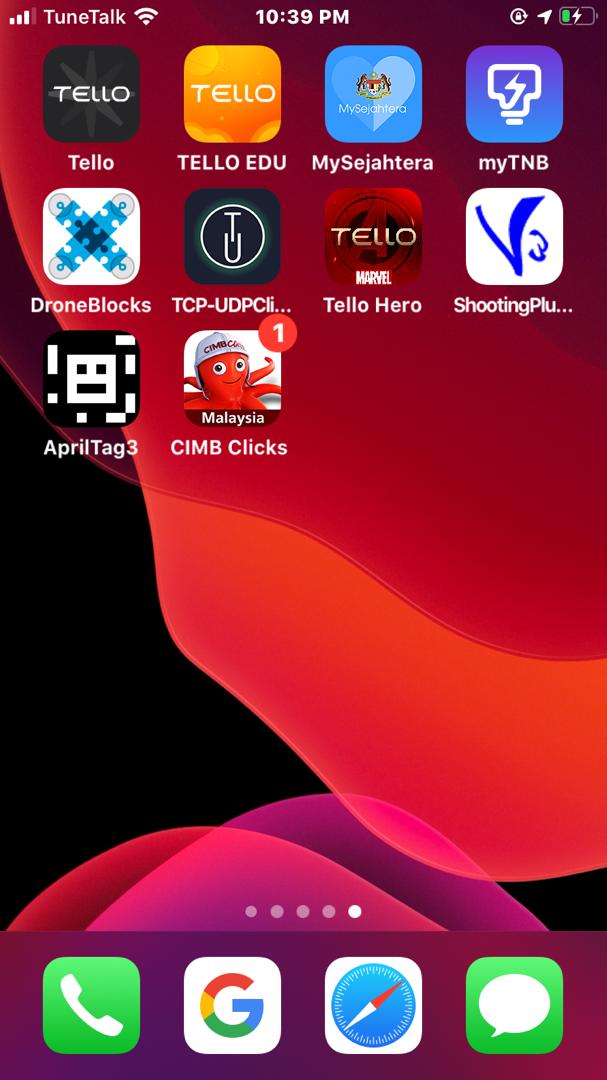 TuneTalk 10:39 PM
TELLO TELLO MySejahtera
Tello TELLO EDU MySejahtera myTNB
TU TELLO MARVEL V3
DroneBlocks TCP-UDPCli... Tello Hero ShootingPlu...
1
CIMB Clicks
Malaysia
AprilTag3 CIMB Clicks
G